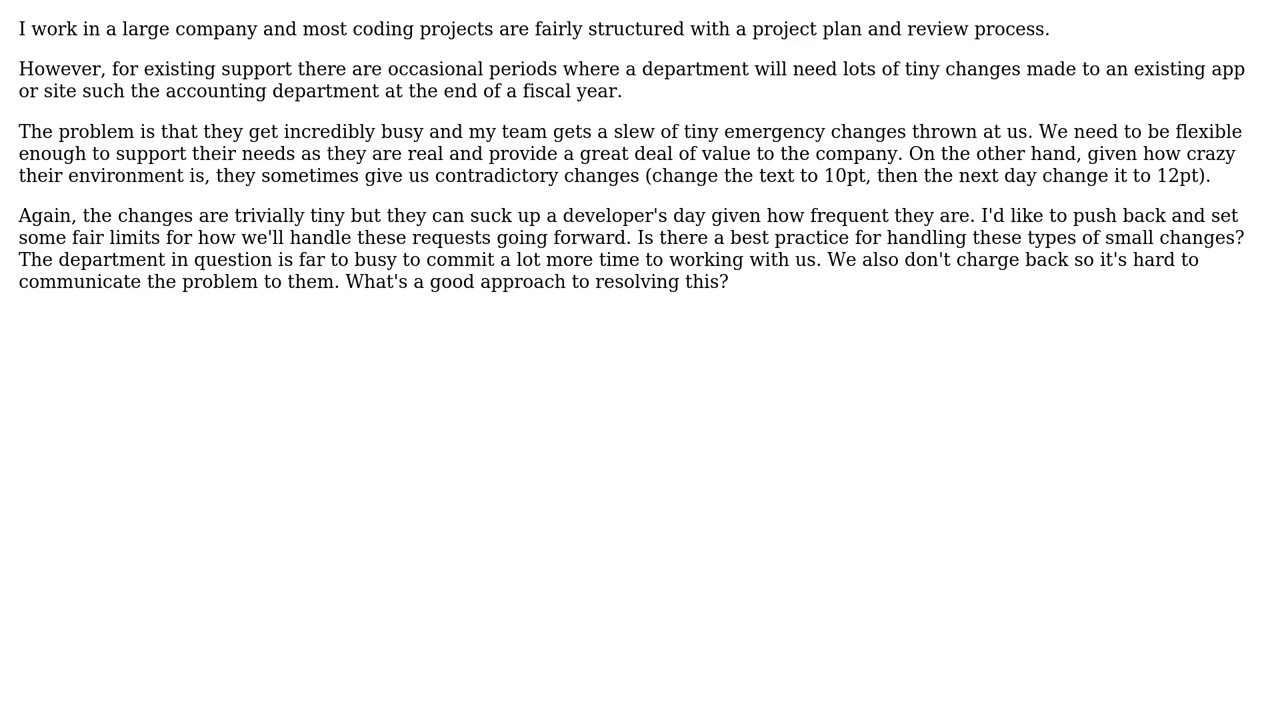 I work in a large company and most coding projects are fairly structured with a project plan and review process.
However, for existing support there are occasional periods where a department will need lots of tiny changes made to an existing app
or site such the accounting department at the end of a fiscal year.
The problem is that they get incredibly busy and my team gets a slew of tiny emergency changes thrown at us. We need to be flexible
enough to support their needs as they are real and provide a great deal of value to the company. On the other hand, given how crazy
their environment is, they sometimes give us contradictory changes (change the text to 10pt, then the next day change it to 12pt).
Again, the changes are trivially tiny but they can suck up a developer's day given how frequent they are. I'd like to push back and set
some fair limits for how we'll handle these requests going forward. Is there a best practice for handling these types of small changes?
The department in question is far to busy to commit a lot more time to working with us. We also don't charge back so it's hard to
communicate the problem to them. What's a good approach to resolving this?